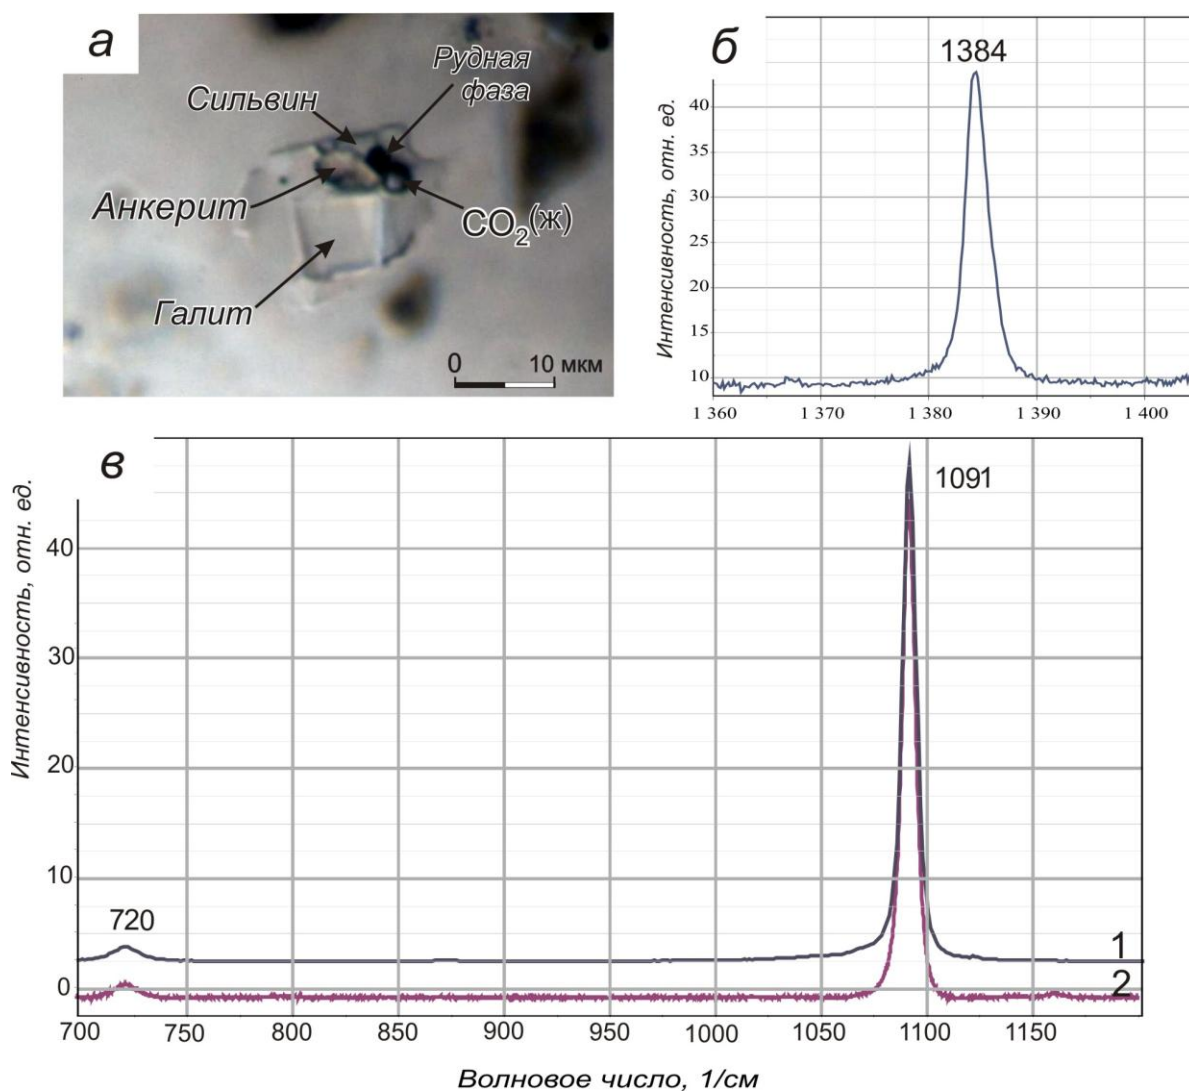 а
Рудная
фаза
Сильвин
Анкерит
CO2(ж)
Галит
0 10 мкм
б
1384
Интенсивность, отн. ед.
40
35
30
25
20
15
10
1 360 1 370 1 380 1 390 1 400
в
1091
Интенсивность, отн. ед.
40
30
20
10
0
720
1
2
700 750 800 850 900 950 1000 1050 1100 1150
Волновое число, 1/см